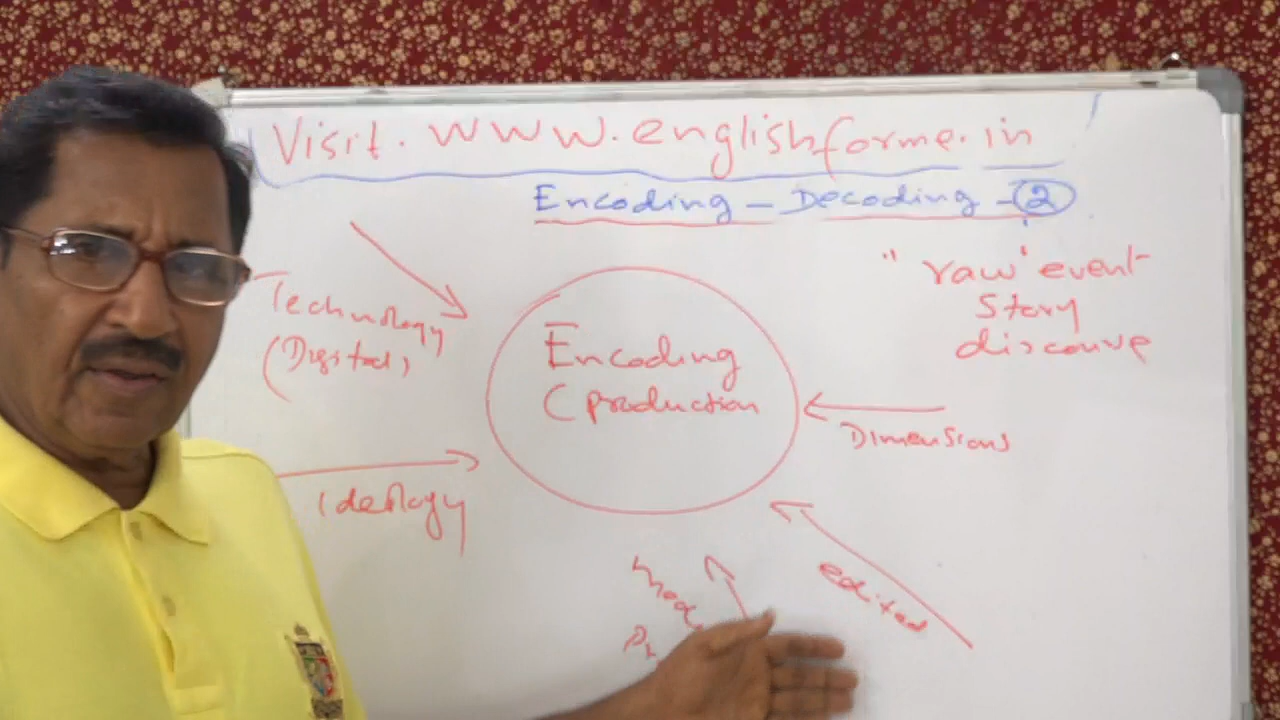 Visit. www.englishforme.in
Encoding - Decoding - 2
"raw" event
story
discourse
Technology
(Digital)
Encoding
(production
Dimensions
Ideology
edited